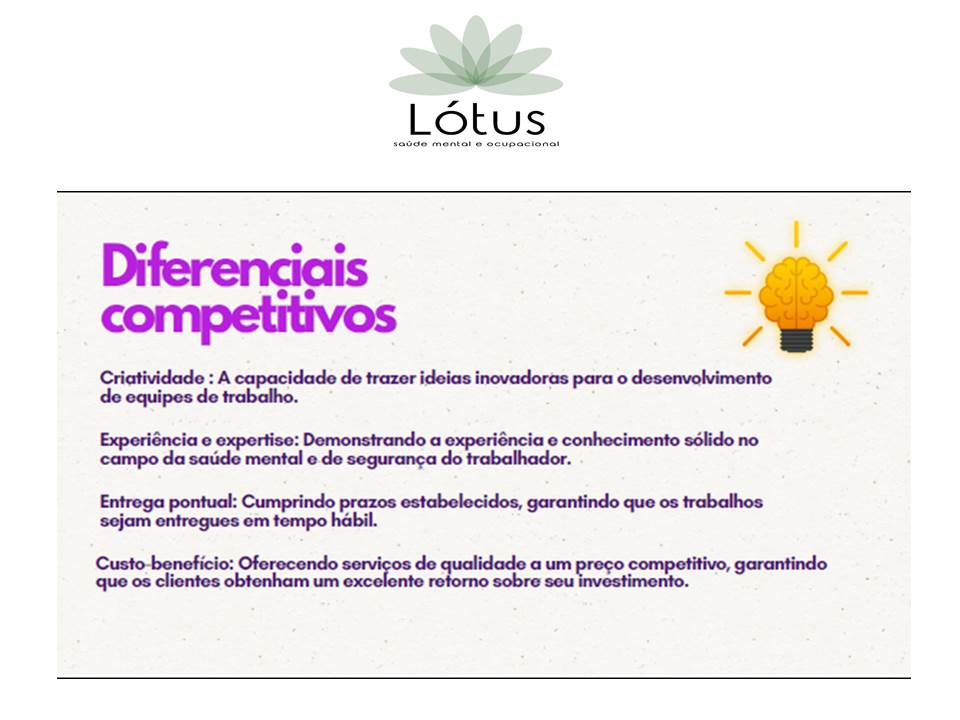 Lótus
saúde mental e ocupacional
Diferenciais
competitivos
Criatividade : A capacidade de trazer ideias inovadoras para o desenvolvimento
de equipes de trabalho.
Experiência e expertise: Demonstrando a experiência e conhecimento sólido no
campo da saúde mental e de segurança do trabalhador.
Entrega pontual: Cumprindo prazos estabelecidos, garantindo que os trabalhos
sejam entregues em tempo hábil.
Custo-benefício: Oferecendo serviços de qualidade a um preço competitivo, garantindo
que os clientes obtenham um excelente retorno sobre seu investimento.